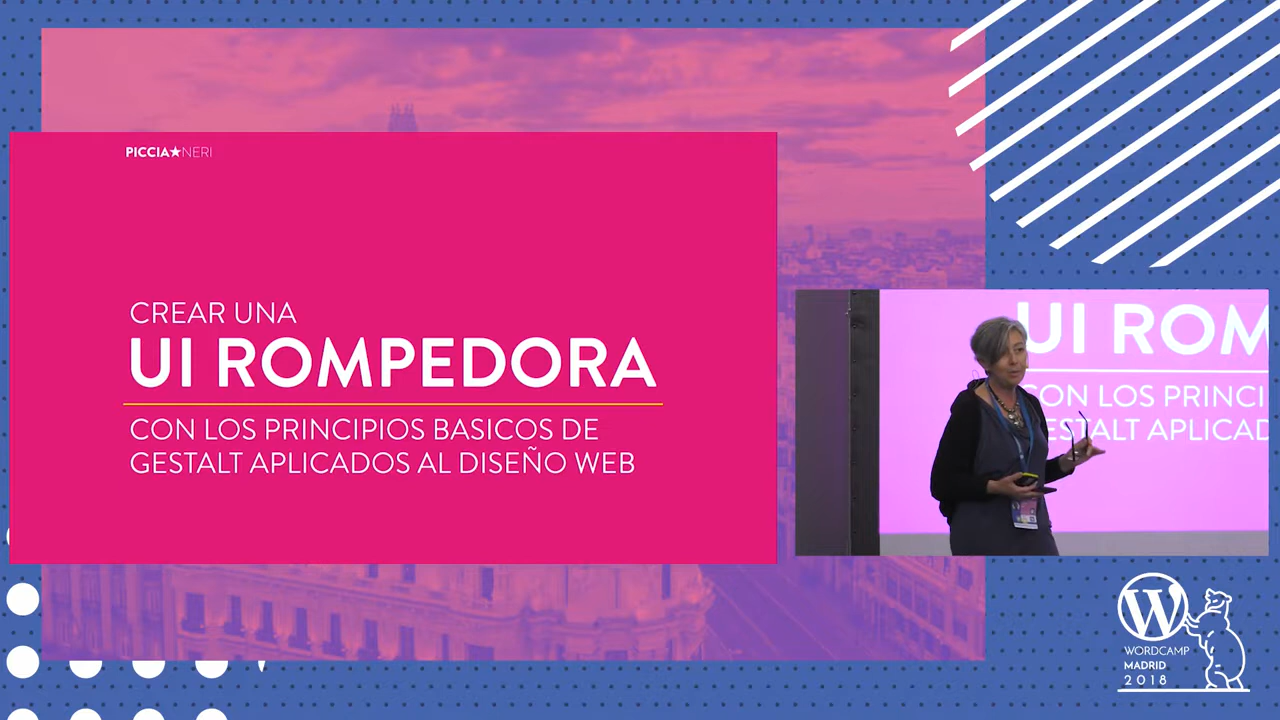 PICCIA★NERI
CREAR UNA
UI ROMPEDORA
CON LOS PRINCIPIOS BASICOS DE
GESTALT APLICADOS AL DISEÑO WEB
UI ROM
CON LOS PRINCI
GESTALT APLICAD
WORDCAMP
MADRID
2018